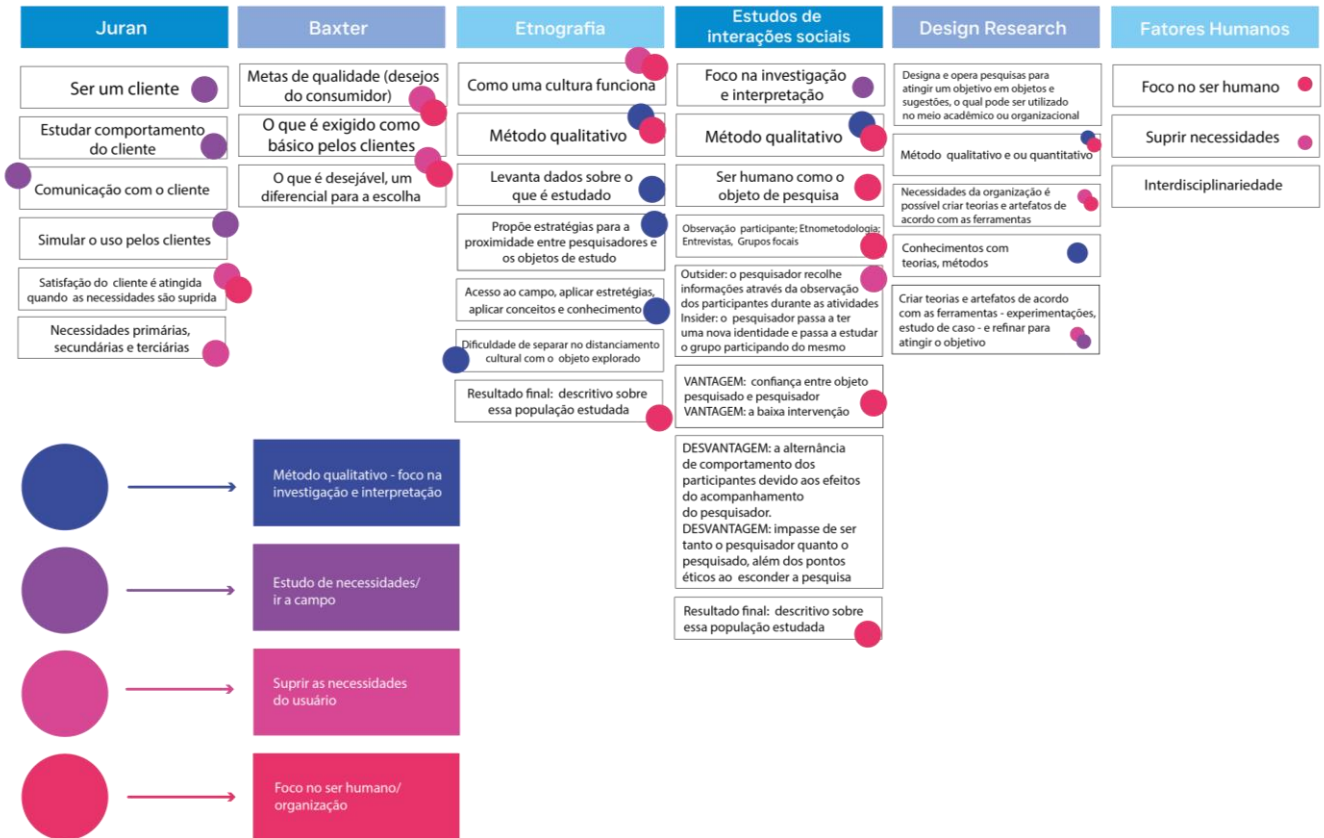 Juran
Ser um cliente
Estudar comportamento
do cliente
Comunicação com o cliente
Simular o uso pelos clientes
Satisfação do cliente é atingida
quando as necessidades são suprida
Necessidades primárias,
secundárias e terciárias
Baxter
Metas de qualidade (desejos
do consumidor)
O que é exigido como
básico pelos clientes
O que é desejável, um
diferencial para a escolha
Etnografia
Como uma cultura funciona
Método qualitativo
Levanta dados sobre o
que é estudado
Propõe estratégias para a
proximidade entre pesquisadores e
os objetos de estudo
Acesso ao campo, aplicar estretégias,
aplicar conceitos e conhecimento
Dificuldade de separar no distanciamento
cultural com o objeto explorado
Resultado final: descritivo sobre
essa população estudada
Estudos de
interações sociais
Foco na investigação
e interpretação
Método qualitativo
Ser humano como o
objeto de pesquisa
Observação participante; Etnometodologia;
Entrevistas, Grupos focais
Outsider: o pesquisador recolhe
informações através da observação
dos participantes durante as atividades
Insider: o pesquisador passa a ter
uma nova identidade e passa a estudar
o grupo participando do mesmo
VANTAGEM: confiança entre objeto
pesquisado e pesquisador
VANTAGEM: a baixa intervenção
DESVANTAGEM: a alternância
de comportamento dos
participantes devido aos efeitos
do acompanhamento
do pesquisador.
DESVANTAGEM: impasse de ser
tanto o pesquisador quanto o
pesquisado, além dos pontos
éticos ao esconder a pesquisa
Resultado final: descritivo sobre
essa população estudada
Design Research
Designa e opera pesquisas para
atingir um objetivo em objetos e
sugestões, o qual pode ser utilizado
no meio acadêmico ou organizacional
Método qualitativo e ou quantitativo
Necessidades da organização é
possível criar teorias e artefatos de
acordo com as ferramentas
Conhecimentos com
teorias, métodos
Criar teorias e artefatos de acordo
com as ferramentas - experimentações,
estudo de caso - e refinar para
atingir o objetivo
Fatores Humanos
Foco no ser humano
Suprir necessidades
Interdisciplinariedade
Método qualitativo - foco na
investigação e interpretação
Estudo de necessidades/
ir a campo
Suprir as necessidades
do usuário
Foco no ser humano/
organização